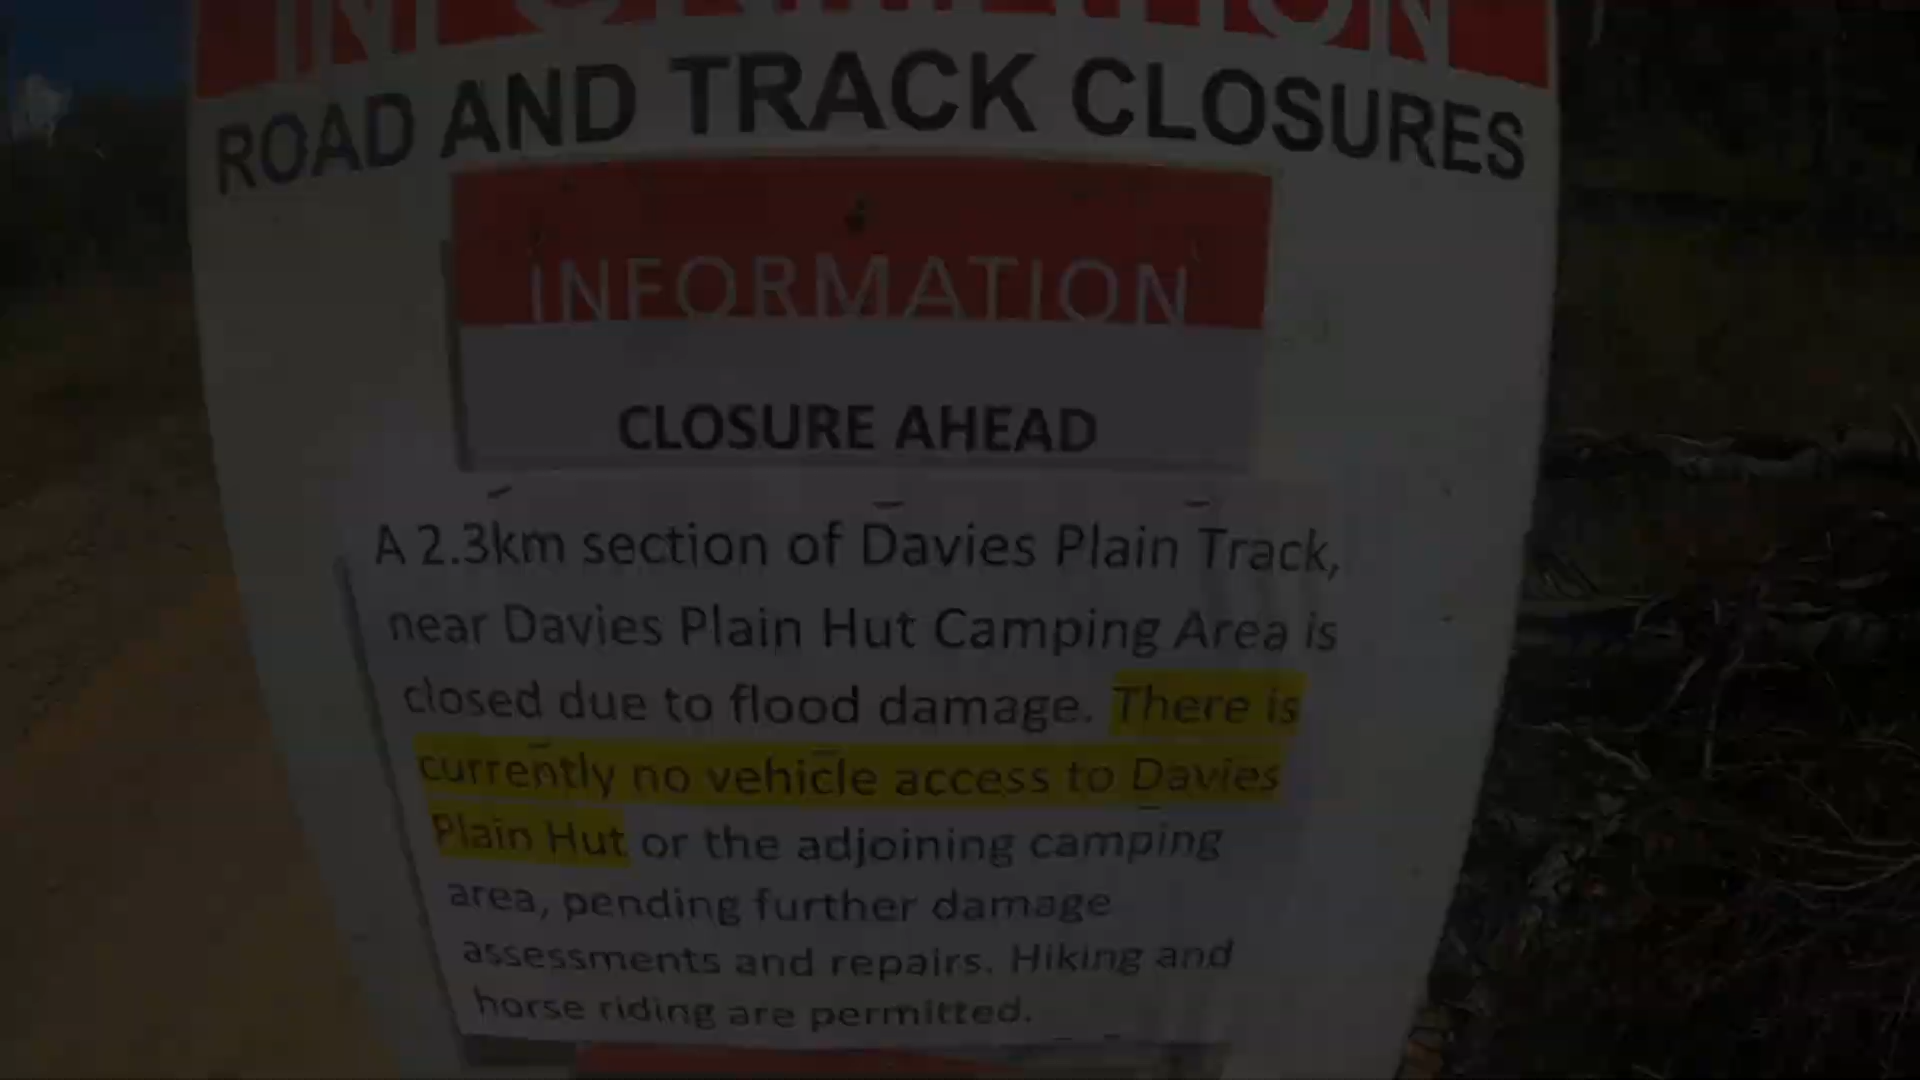 INFORMATION
ROAD AND TRACK CLOSURES
INFORMATION
CLOSURE AHEAD
A 2.3km section of Davies Plain Track,
near Davies Plain Hut Camping Area is
closed due to flood damage. There is
currently no vehicle access to Davies
Plain Hut or the adjoining camping
area, pending further damage
assessments and repairs. Hiking and
horse riding are permitted.